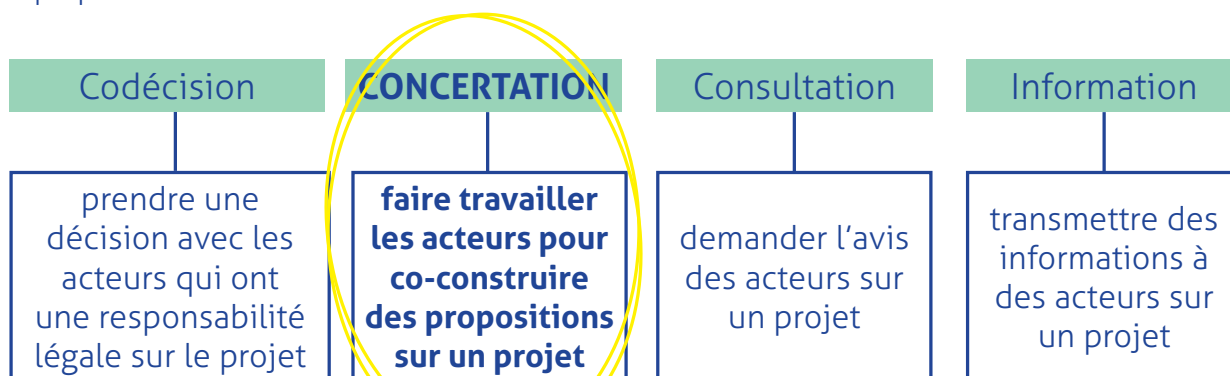 Codécision
CONCERTATION
Consultation
Information
prendre une
décision avec les
acteurs qui ont
une responsabilité
légale sur le projet
faire travailler
les acteurs pour
co-construire
des propositions
sur un projet
demander l'avis
des acteurs sur
un projet
transmettre des
informations à
des acteurs sur
un projet